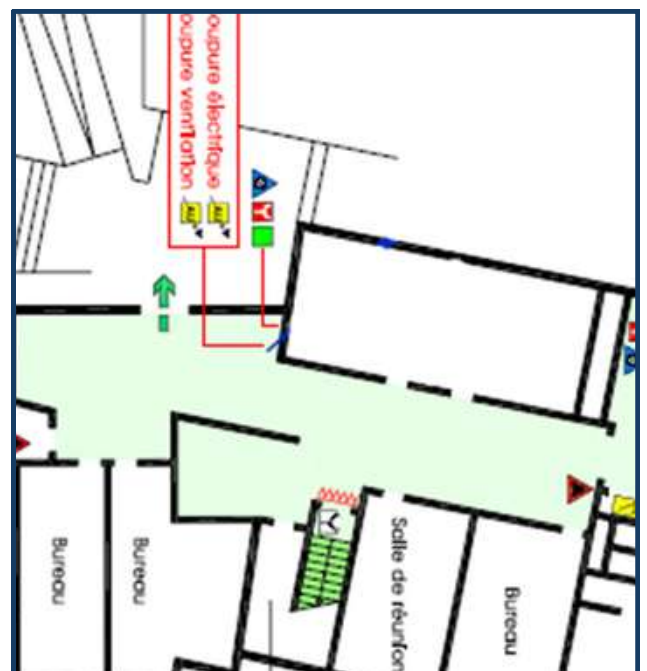 oupure électrique
oupure ventilation
Bureau
Bureau
Salle de réunion
Bureau